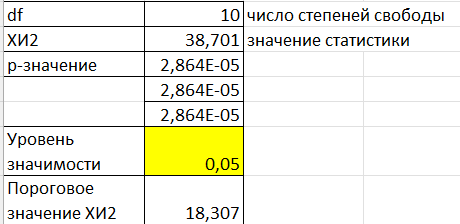 df 10 число степеней свободы
ХИ2 38,701 значение статистики
p-значение 2,864E-05
2,864E-05
2,864E-05
Уровень
значимости 0,05
Пороговое
значение ХИ2 18,307